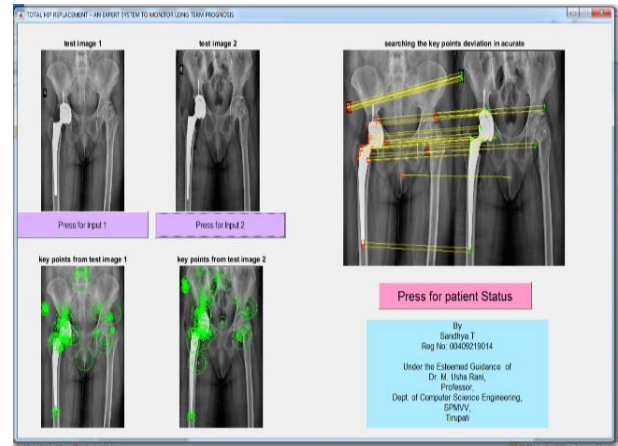 TOTAL HIP REPLACEMENT – AN EXPERT SYSTEM TO MONITOR LONG TERM PROGNOSIS
test image 1
test image 2
searching the key points deviation in acurate
Press for Input 1
Press for Input 2
key points from test image 1
key points from test image 2
Press for patient Status
By
Sandhya.T
Reg No: 00409219014
Under the Esteemed Guidance of
Dr. M. Usha Rani,
Professor,
Dept. of Computer Science Engineering,
SPMVV,
Tirupati